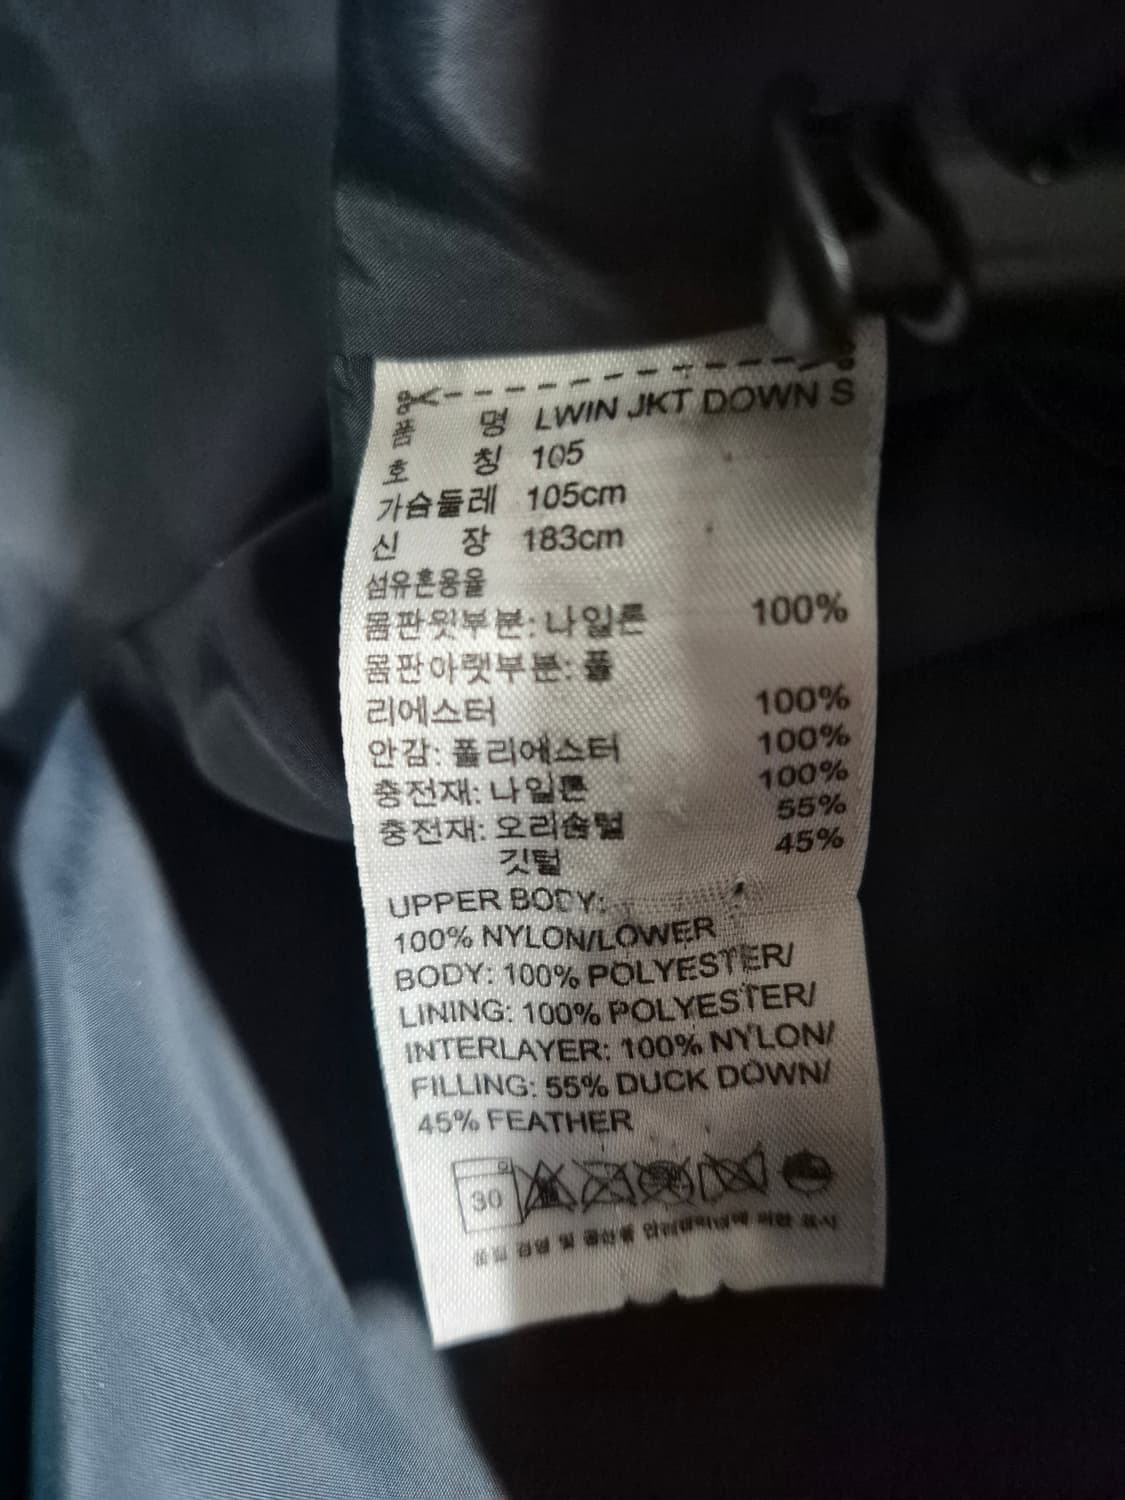 품 명 LWIN JKT DOWN S
호 칭 105
가슴둘레 105cm
신 장 183cm
섬유혼용율
몸판윗부분: 나일론 100%
몸판아랫부분: 폴
리에스터 100%
안감: 폴리에스터 100%
충전재: 나일론 100%
충전재: 오리솜털 55%
깃털 45%
UPPER BODY:
100% NYLON/LOWER
BODY: 100% POLYESTER/
LINING: 100% POLYESTER/
INTERLAYER: 100% NYLON/
FILLING: 55% DUCK DOWN/
45% FEATHER
30